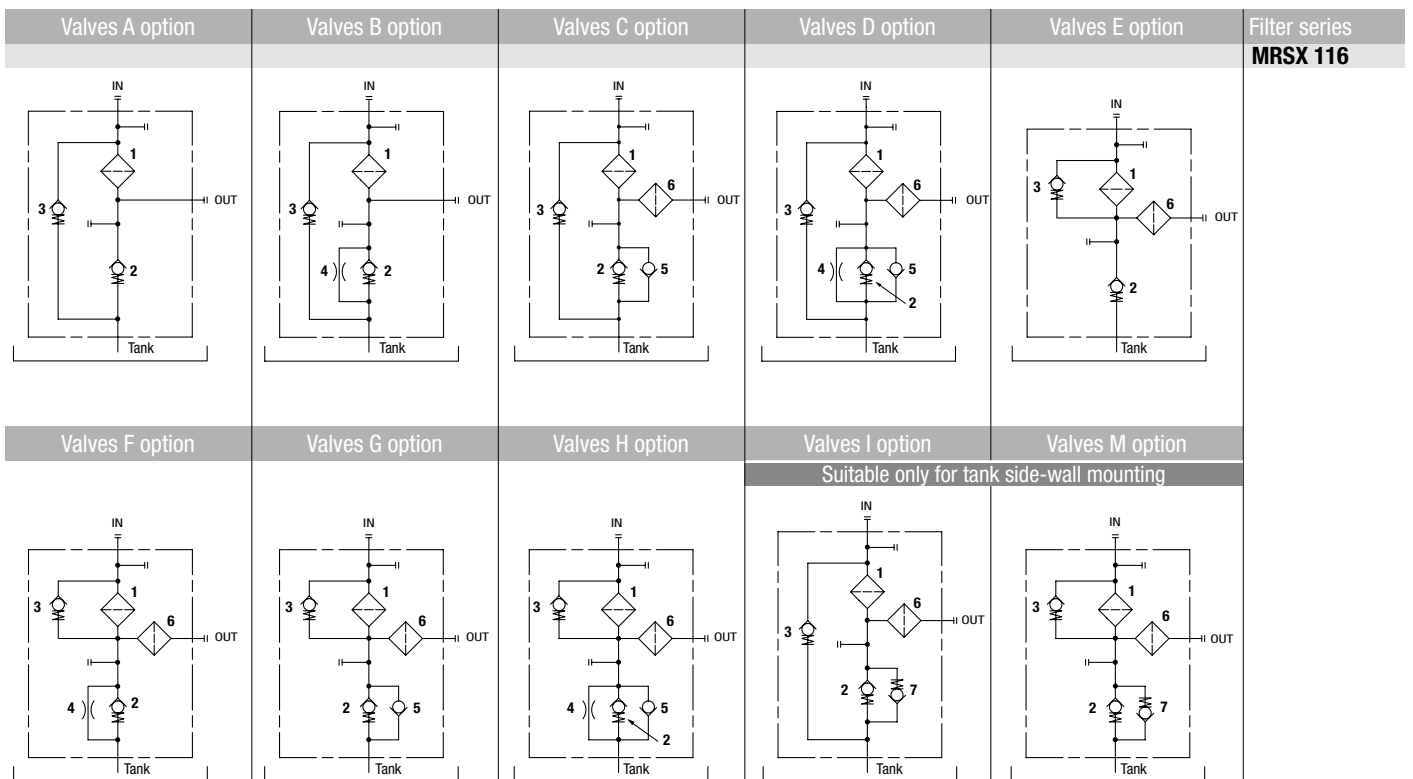 Valves A option
Valves B option
Valves C option
Valves D option
Valves E option
Filter series
MRSX 116
IN
1
3
OUT
2
Tank
IN
1
3
OUT
4
2
Tank
IN
1
6
3
OUT
2
5
Tank
IN
1
6
3
OUT
4
5
2
Tank
IN
3
1
6
OUT
2
Tank
Valves F option
Valves G option
Valves H option
Valves I option
Valves M option
Suitable only for tank side-wall mounting
IN
3
1
6
OUT
4
2
Tank
IN
3
1
6
OUT
2
5
Tank
IN
3
1
6
OUT
4
5
2
Tank
IN
1
6
3
OUT
2
7
Tank
IN
3
1
6
OUT
2
7
Tank